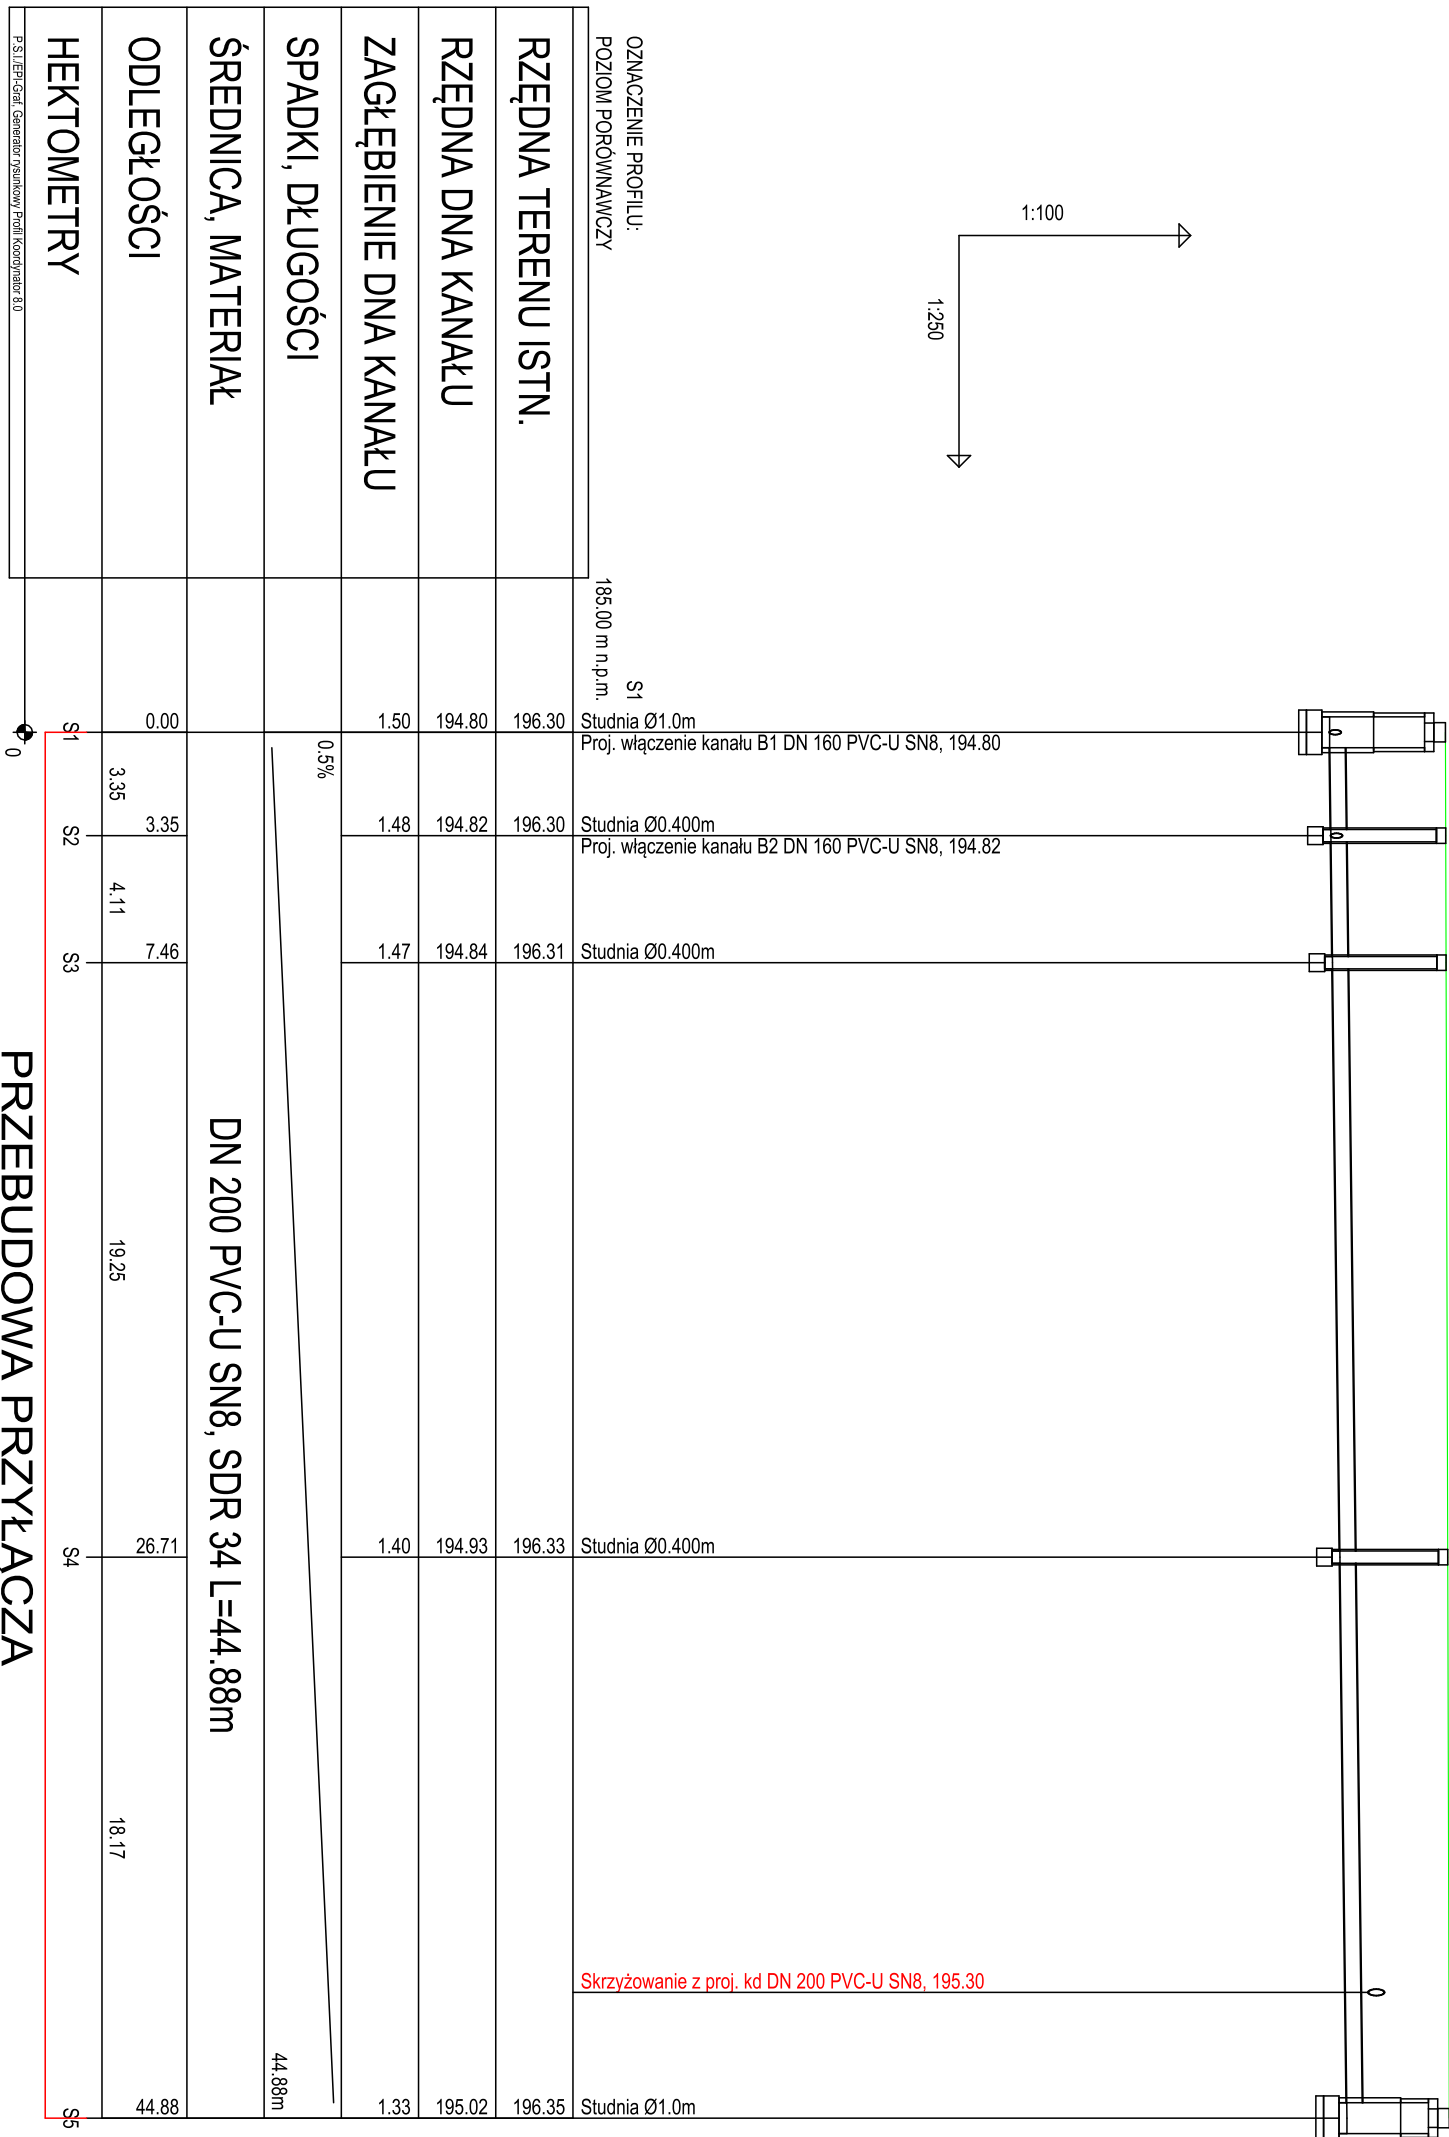 1:100
1:250
OZNACZENIE PROFILU:
S1
POZIOM PORÓWNAWCZY
185.00 m n.p.m.
Studnia Ø1.0m
Proj. włączenie kanału B1 DN 160 PVC-U SN8, 194.80
Studnia Ø0.400m
Proj. włączenie kanału B2 DN 160 PVC-U SN8, 194.82
Studnia Ø0.400m
Studnia Ø0.400m
Skrzyżowanie z proj. kd DN 200 PVC-U SN8, 195.30
Studnia Ø1.0m
RZĘDNA TERENU ISTN.
196.30
196.30
196.31
196.33
196.35
RZĘDNA DNA KANAŁU
194.80
194.82
194.84
194.93
195.02
ZAGŁĘBIENIE DNA KANAŁU
1.50
1.48
1.47
1.40
1.33
SPADKI, DŁUGOŚCI
0.5%
44.88m
ŚREDNICA, MATERIAŁ
DN 200 PVC-U SN8, SDR 34 L=44.88m
ODLEGŁOŚCI
0.00
3.35
7.46
26.71
44.88
3.35
4.11
19.25
18.17
HEKTOMETRY
S1
S2
S3
S4
S5
0
P.S.I./EPI-Graf, Generator rysunkowy Profil Koordynator 8.0
PRZEBUDOWA PRZYŁĄCZA